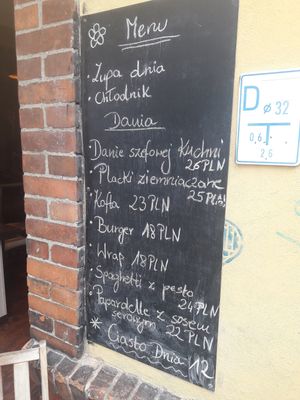 Menu
Zupa dnia
Chłodnik
Dania
Danie szefowej Kuchni
26PLN
Placki ziemniaczane
25PLN
Kofta 23PLN
Burger 18PLN
Wrap 18PLN
Spaghetti z pesto
24PLN
Papardelle z sosem
serowym 22PLN
* Ciasto Dnia 12
D ø 32
0,6
2,6